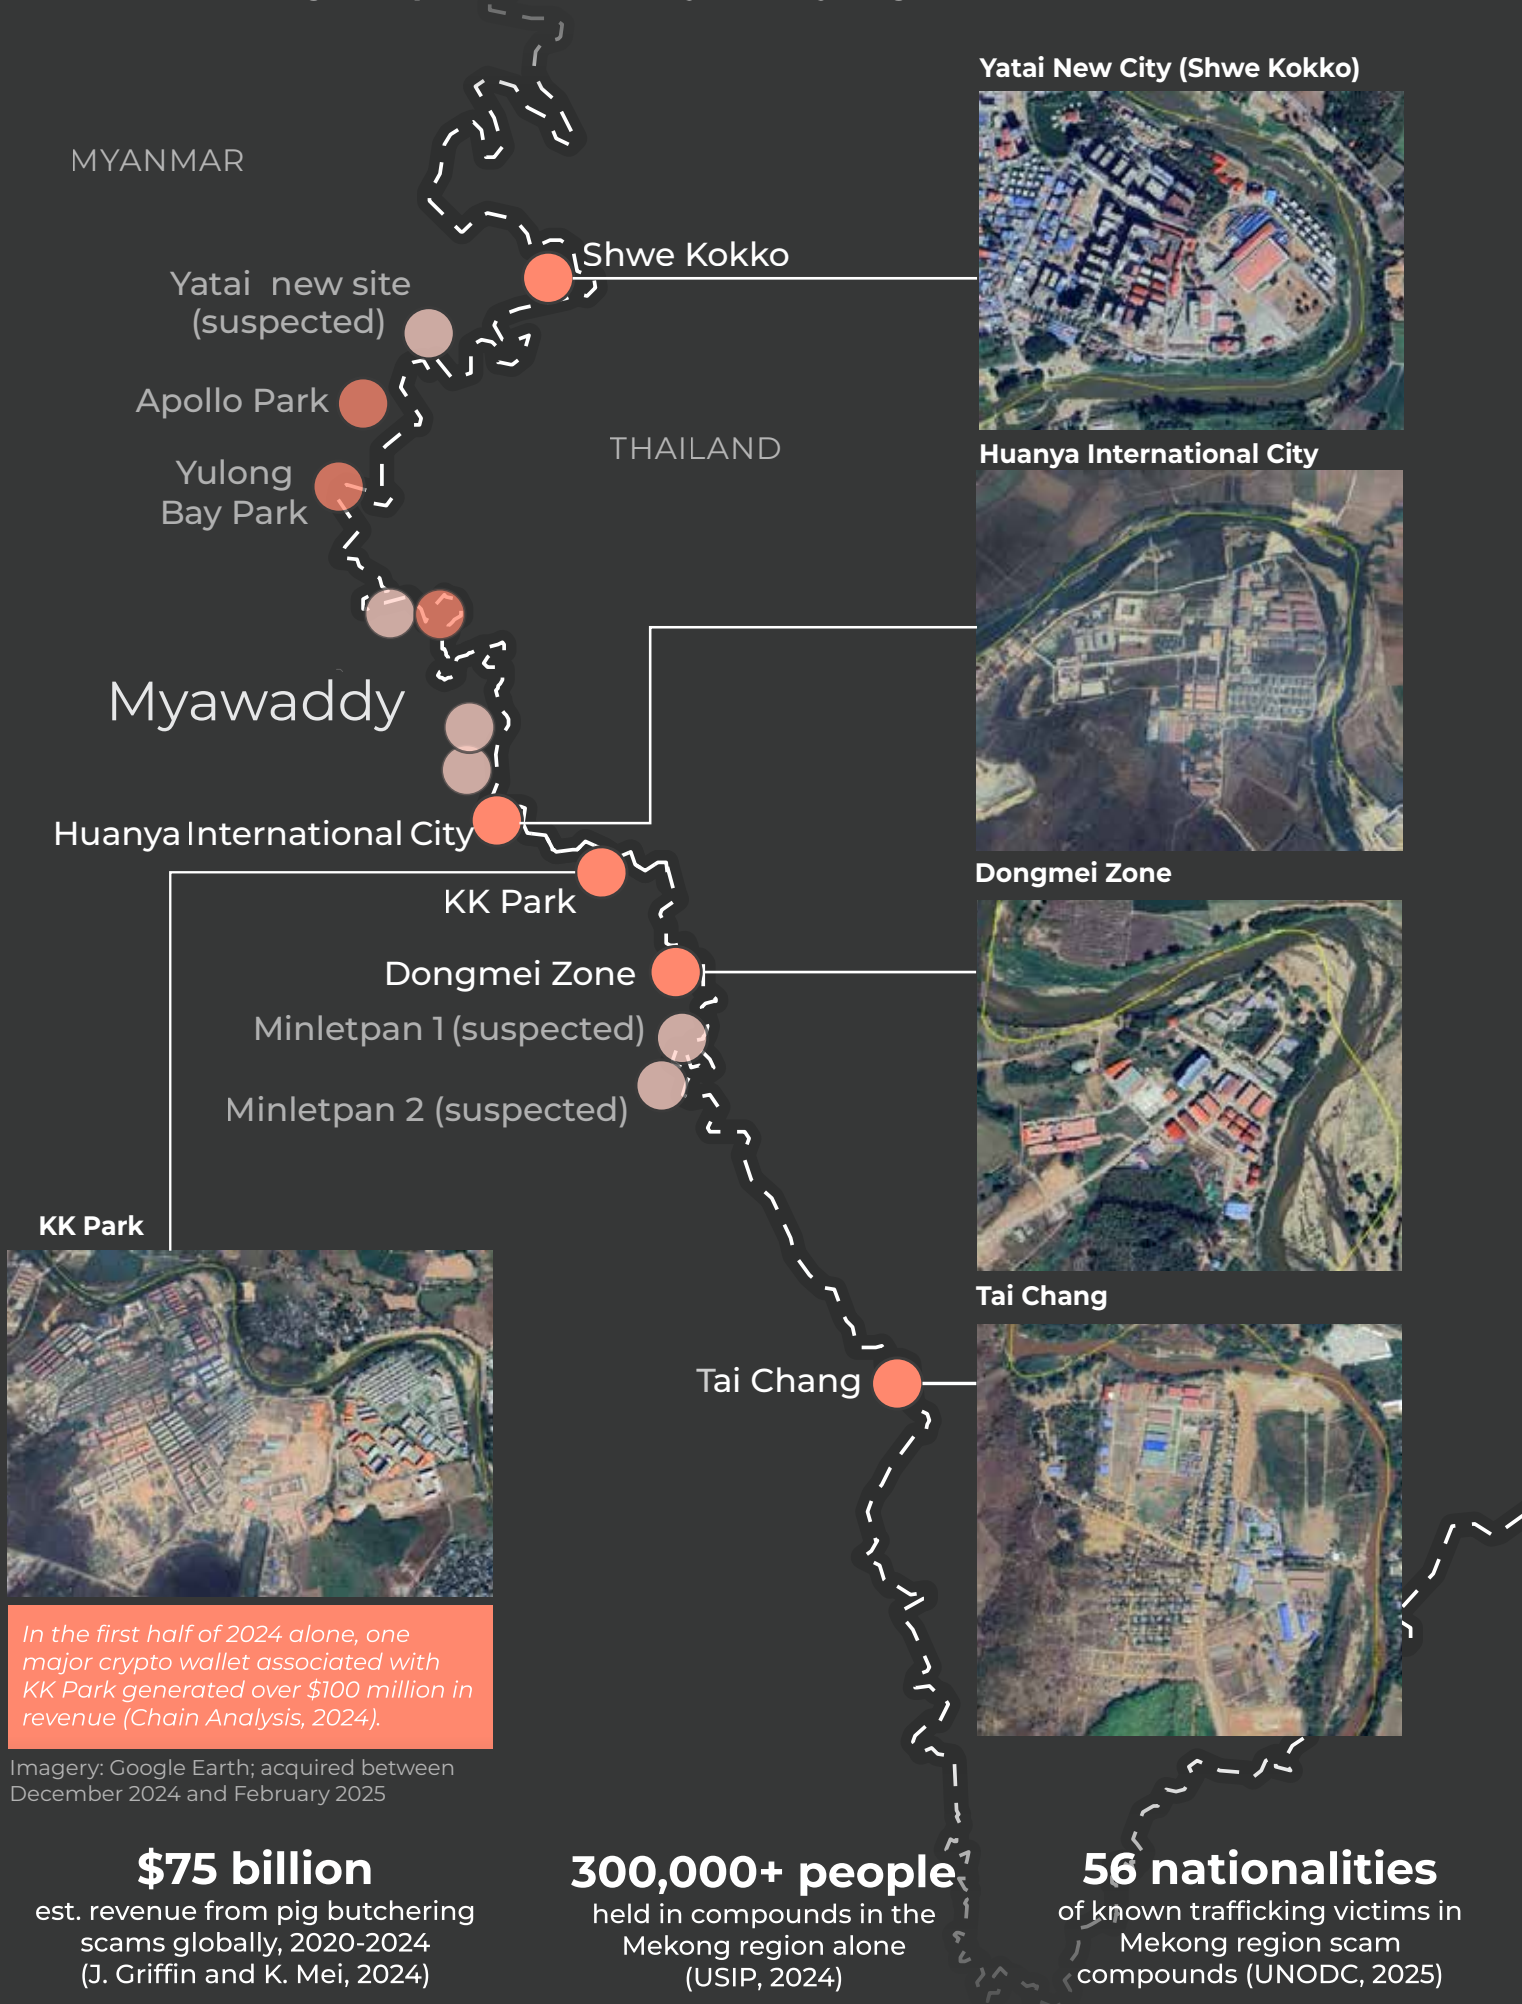 Yatai New City (Shwe Kokko)
MYANMAR
Shwe Kokko
Yatai new site
(suspected)
Apollo Park
THAILAND
Huanya International City
Yulong
Bay Park
Myawaddy
Huanya International City
Dongmei Zone
KK Park
Dongmei Zone
Minletpan 1 (suspected)
Minletpan 2 (suspected)
KK Park
Tai Chang
Tai Chang
In the first half of 2024 alone, one
major crypto wallet associated with
KK Park generated over $100 million in
revenue (Chain Analysis, 2024).
Imagery: Google Earth; acquired between
December 2024 and February 2025
$75 billion
est. revenue from pig butchering
scams globally, 2020-2024
(J. Griffin and K. Mei, 2024)
300,000+ people
held in compounds in the
Mekong region alone
(USIP, 2024)
56 nationalities
of known trafficking victims in
Mekong region scam
compounds (UNODC, 2025)